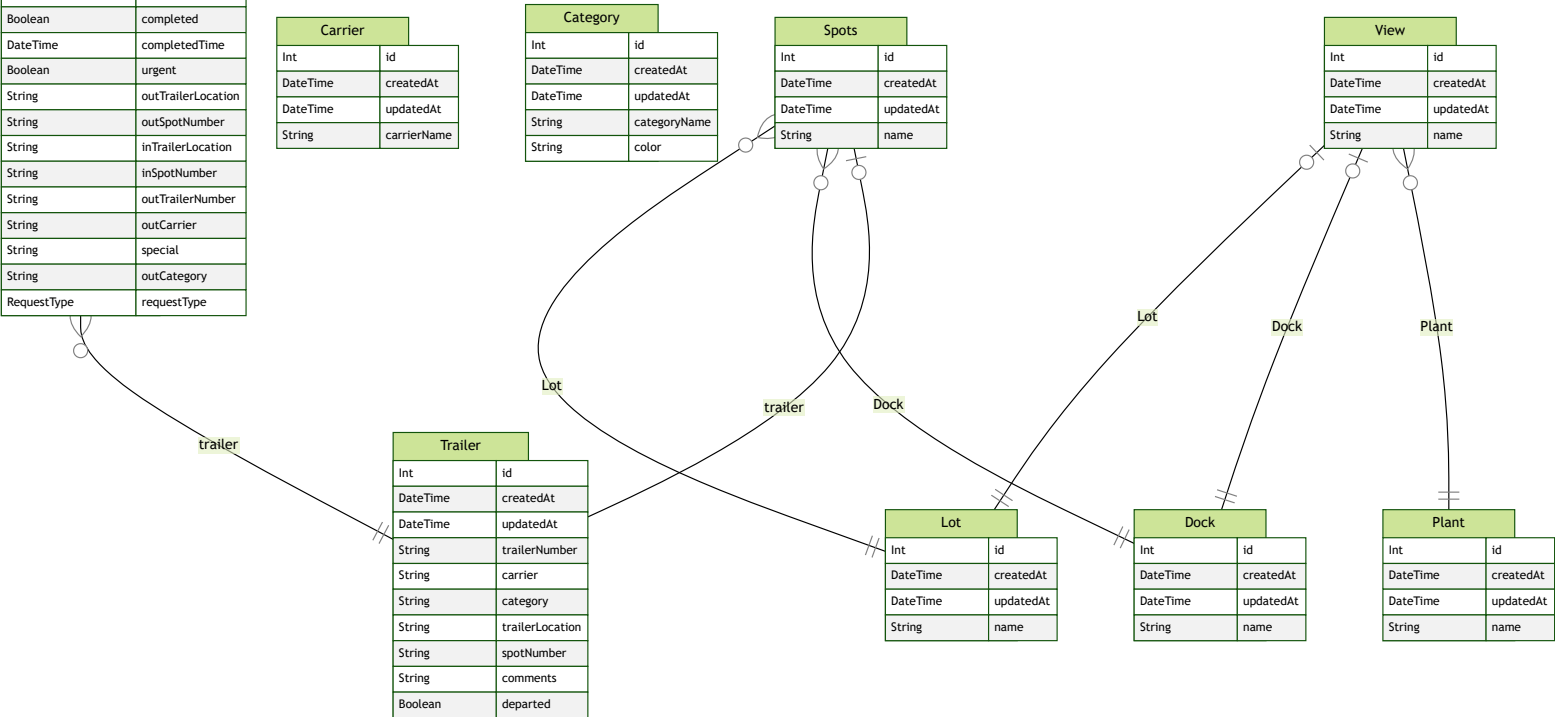 Boolean completed
DateTime completedTime
Boolean urgent
String outTrailerLocation
String outSpotNumber
String inTrailerLocation
String inSpotNumber
String outTrailerNumber
String outCarrier
String special
String outCategory
RequestType requestType
Carrier
Int id
DateTime createdAt
DateTime updatedAt
String carrierName
Category
Int id
DateTime createdAt
DateTime updatedAt
String categoryName
String color
Spots
Int id
DateTime createdAt
DateTime updatedAt
String name
View
Int id
DateTime createdAt
DateTime updatedAt
String name
Lot
Dock
Plant
Lot
trailer
Dock
trailer
Trailer
Int id
DateTime createdAt
DateTime updatedAt
String trailerNumber
String carrier
String category
String trailerLocation
String spotNumber
String comments
Boolean departed
Lot
Int id
DateTime createdAt
DateTime updatedAt
String name
Dock
Int id
DateTime createdAt
DateTime updatedAt
String name
Plant
Int id
DateTime createdAt
DateTime updatedAt
String name